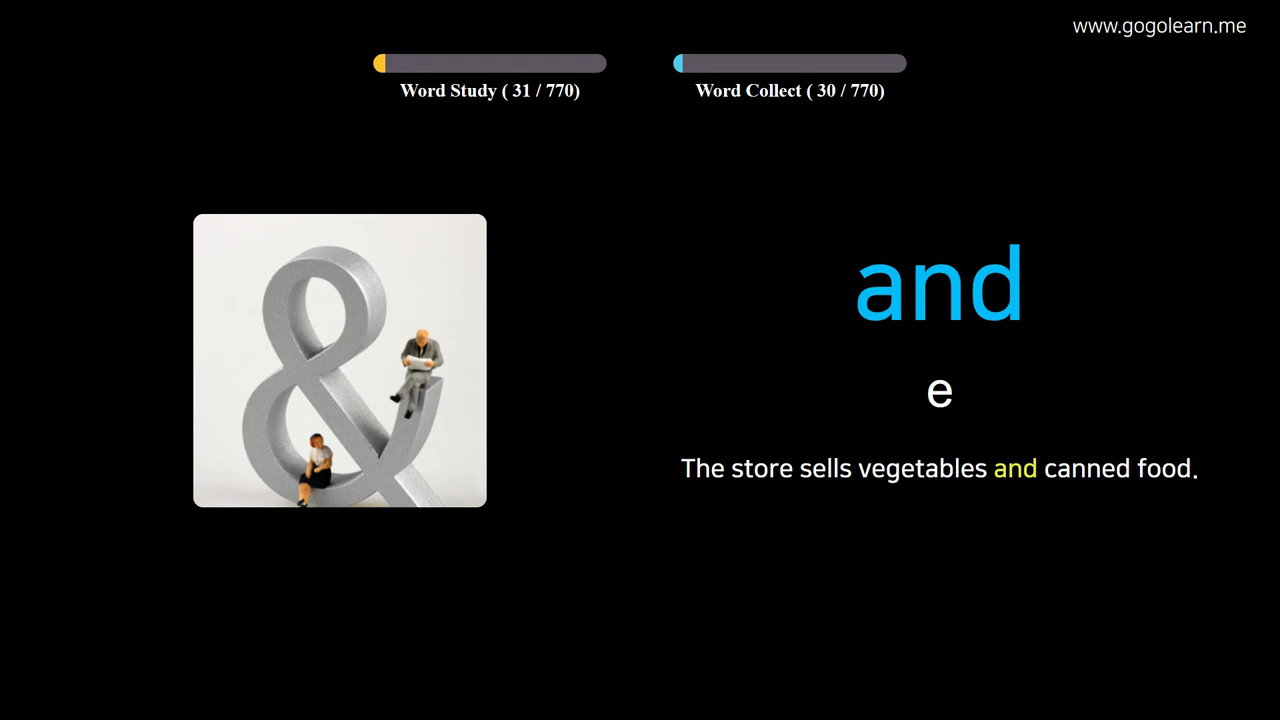 www.gogolearn.me
Word Study ( 31 / 770)
Word Collect ( 30 / 770)
&
and
e
The store sells vegetables and canned food.